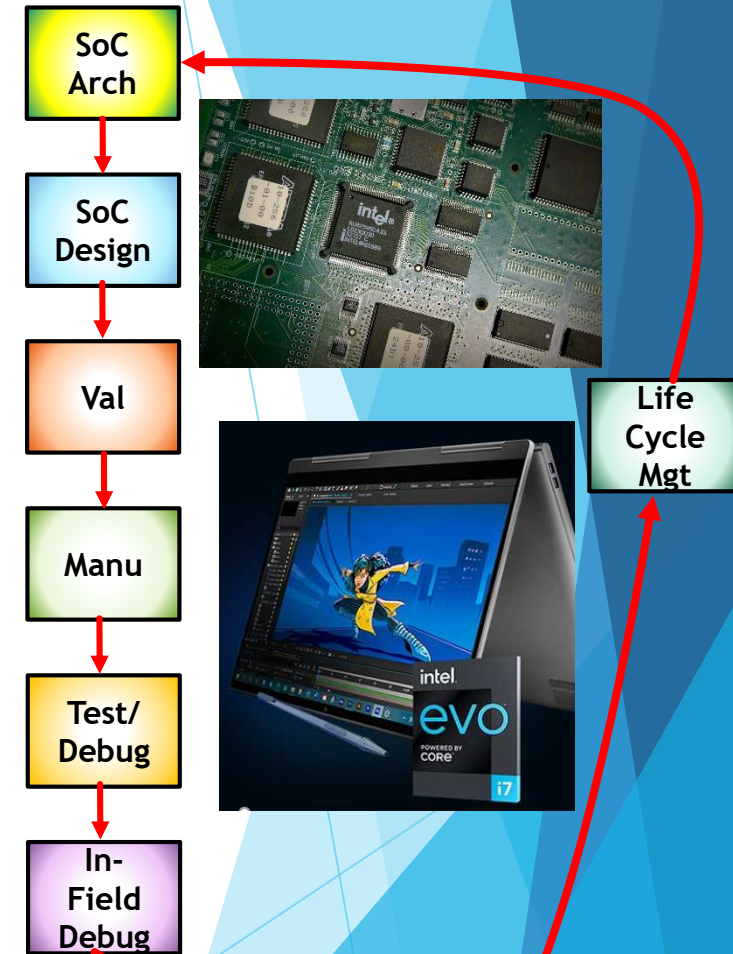 SoC
Arch
SoC
Design
Val
Manu
Test/
Debug
In-
Field
Debug
Life
Cycle
Mgt
intel
intel
evo
POWERED BY
CORE
i7